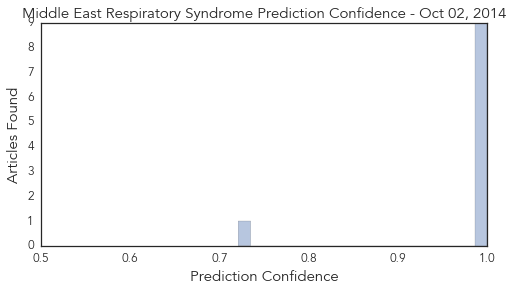 Middle East Respiratory Syndrome Prediction Confidence - Oct 02, 2014
Articles Found
9
8
7
6
5
4
3
2
1
0
0.5 0.6 0.7 0.8 0.9 1.0
Prediction Confidence